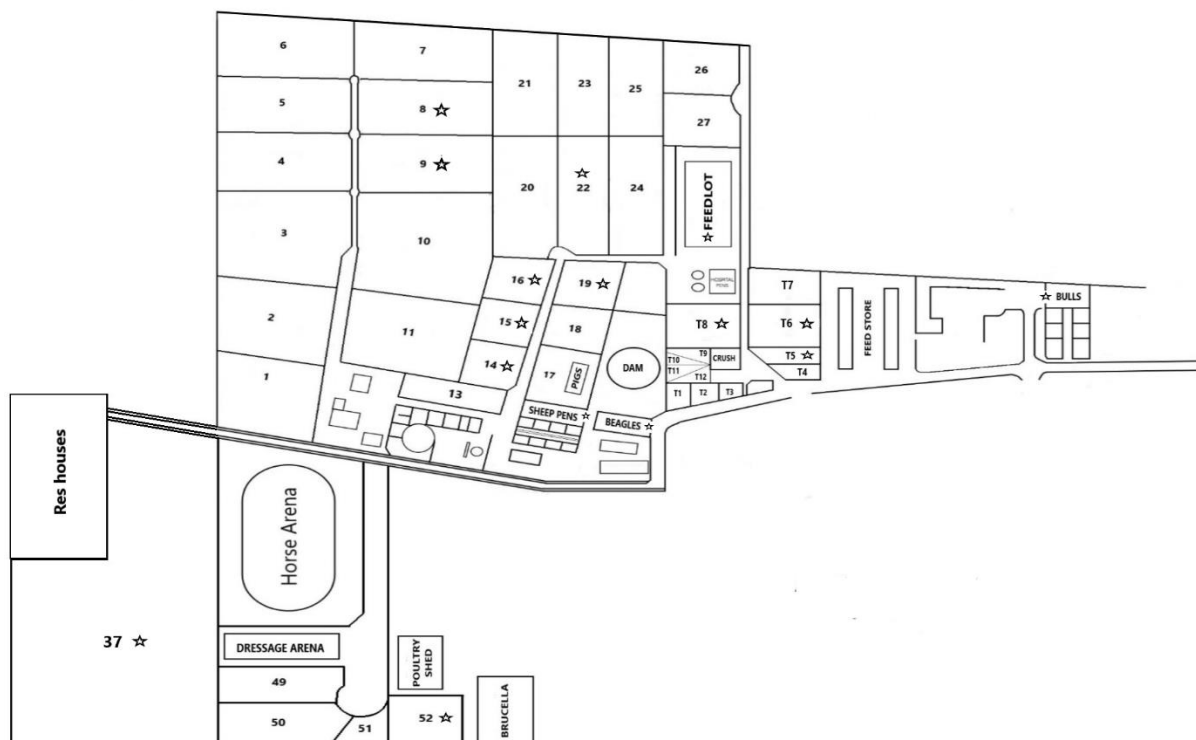 6
7
21
23
25
26
5
8
27
4
9
20
22
24
FEEDLOT
3
10
16
19
HOSPITAL
PENS
T7
2
11
15
18
T8
T6
FEED STORE
BULLS
1
14
17
PIGS
DAM
T9
T10
T11
T12
CRUSH
T5
T4
13
T1
T2
T3
SHEEP PENS
BEAGLES
Res houses
Horse Arena
37
DRESSAGE ARENA
POULTRY
SHED
49
50
51
52
BRUCELLA